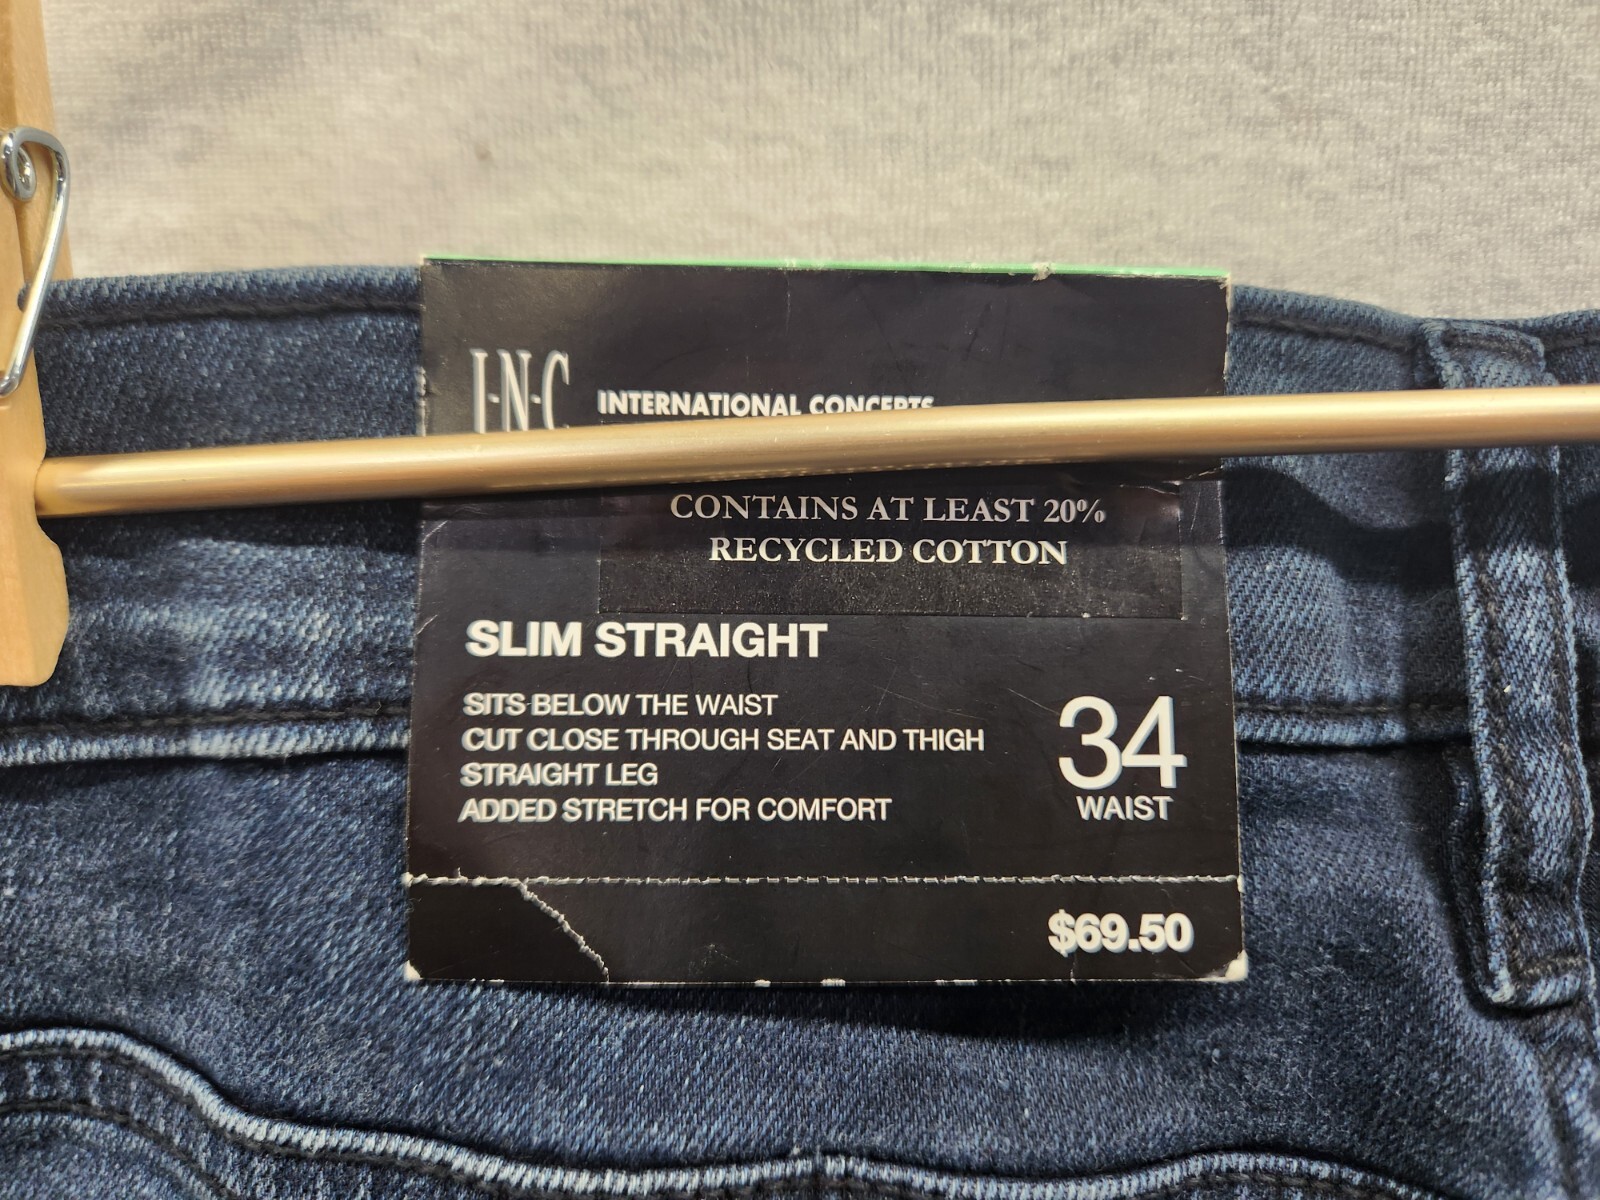 I·N·C INTERNATIONAL CONCEPTS
CONTAINS AT LEAST 20%
RECYCLED COTTON
SLIM STRAIGHT
SITS BELOW THE WAIST
CUT CLOSE THROUGH SEAT AND THIGH
STRAIGHT LEG
ADDED STRETCH FOR COMFORT
34
WAIST
$69.50